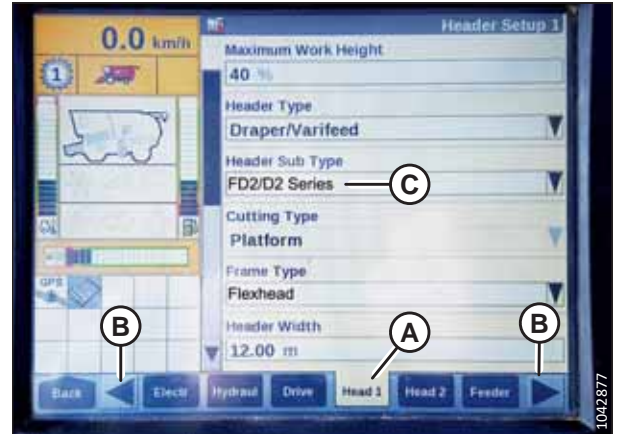 Header Setup 1
0.0 km/h
Maximum Work Height
40 %
1
Header Type
Draper/Varifeed
Header Sub Type
FD2/D2 Series
C
Cutting Type
Platform
Frame Type
Flexhead
GPS
Header Width
12.00 m
B
A
B
Back Electr Hydraul Drive Head 1 Head 2 Feeder
1042877